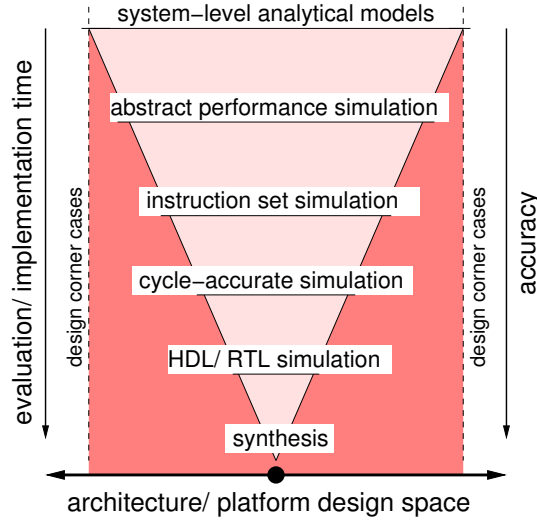 system−level analytical models
abstract performance simulation
instruction set simulation
cycle−accurate simulation
HDL/ RTL simulation
synthesis
evaluation/ implementation time
design corner cases
design corner cases
accuracy
architecture/ platform design space